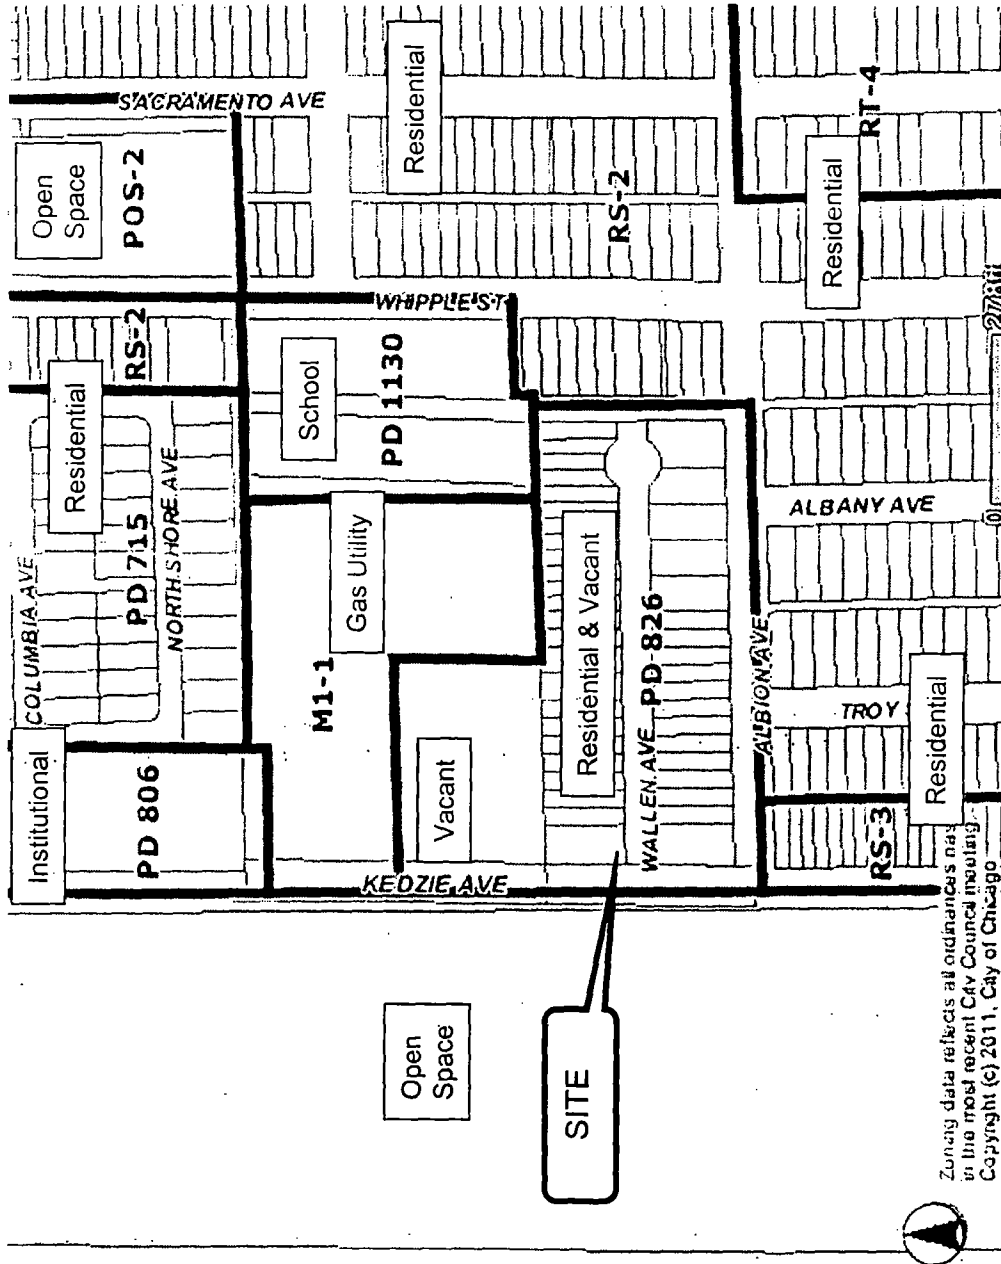 SACRAMENTO AVE
Open
Space
POS-2
Residential
RT-4
Residential
RS-2
WHIPPLE ST
RS-2
Residential
School
PD 1130
COLUMBIA AVE
PD 715
NORTH SHORE AVE
Gas Utility
M1-1
Residential & Vacant
PD 826
WALLEN AVE
ALBANY AVE
ALBION AVE
TROY
Residential
Institutional
PD 806
Vacant
KEDZIE AVE
RS-3
Open
Space
SITE
Zoning data reflects all ordinances
in the most recent City Council meeting
Copyright (c) 2011, City of Chicago